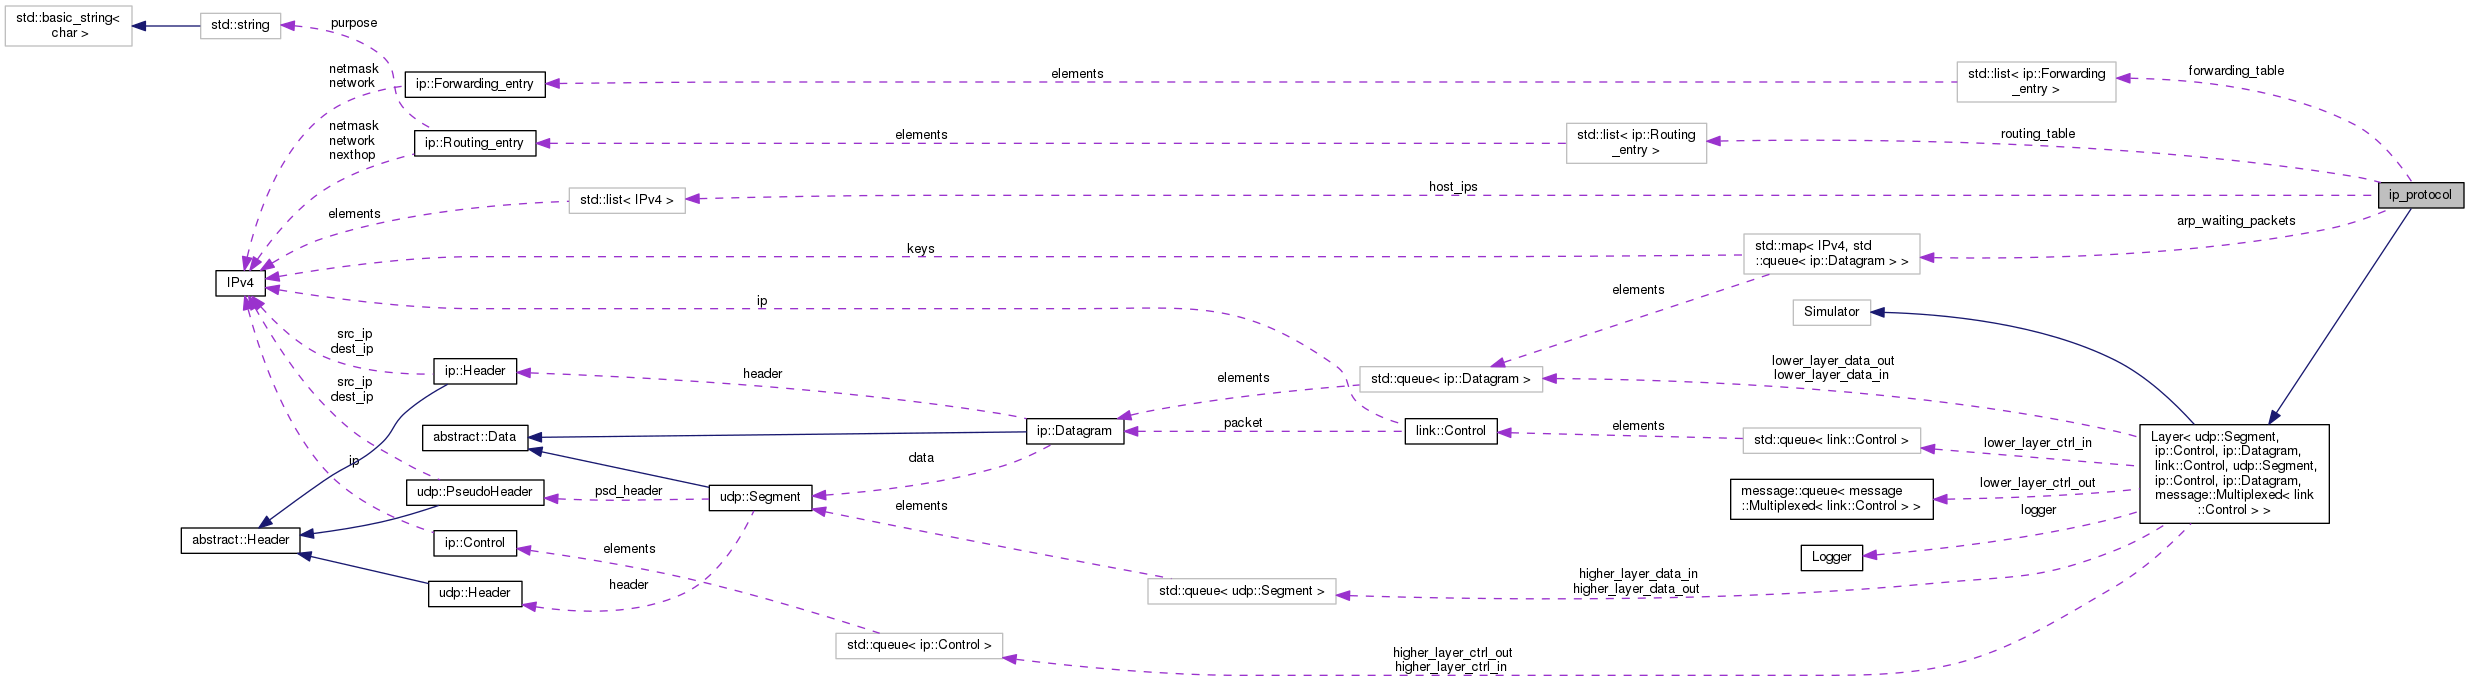 std::basic_string<
char >
std::string
purpose
netmask
network
ip::Forwarding_entry
elements
std::list< ip::Forwarding
_entry >
forwarding_table
netmask
network
nexthop
ip::Routing_entry
elements
std::list< ip::Routing
_entry >
routing_table
elements
std::list< IPv4 >
host_ips
ip_protocol
IPv4
keys
std::map< IPv4, std
::queue< ip::Datagram > >
arp_waiting_packets
ip
elements
Simulator
src_ip
dest_ip
ip::Header
header
elements
std::queue< ip::Datagram >
lower_layer_data_out
lower_layer_data_in
src_ip
dest_ip
abstract::Data
ip::Datagram
packet
link::Control
elements
std::queue< link::Control >
lower_layer_ctrl_in
Layer< udp::Segment,
ip::Control, ip::Datagram,
link::Control, udp::Segment,
ip::Control, ip::Datagram,
message::Multiplexed< link
::Control > >
ip
data
udp::PseudoHeader
psd_header
udp::Segment
elements
message::queue< message
::Multiplexed< link::Control > >
lower_layer_ctrl_out
logger
abstract::Header
ip::Control
elements
Logger
udp::Header
header
std::queue< udp::Segment >
higher_layer_data_in
higher_layer_data_out
std::queue< ip::Control >
higher_layer_ctrl_out
higher_layer_ctrl_in